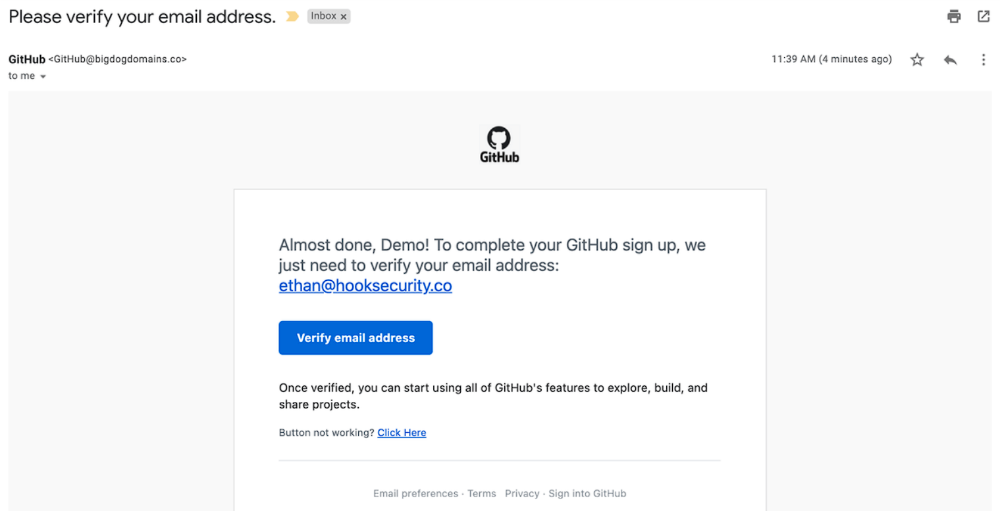 Please verify your email address. Inbox x
GitHub <GitHub@bigdogdomains.co> 11:39 AM (4 minutes ago)
to me
GitHub
Almost done, Demo! To complete your GitHub sign up, we
just need to verify your email address:
ethan@hooksecurity.co
Verify email address
Once verified, you can start using all of GitHub's features to explore, build, and
share projects.
Button not working? Click Here
Email preferences · Terms Privacy · Sign into GitHub